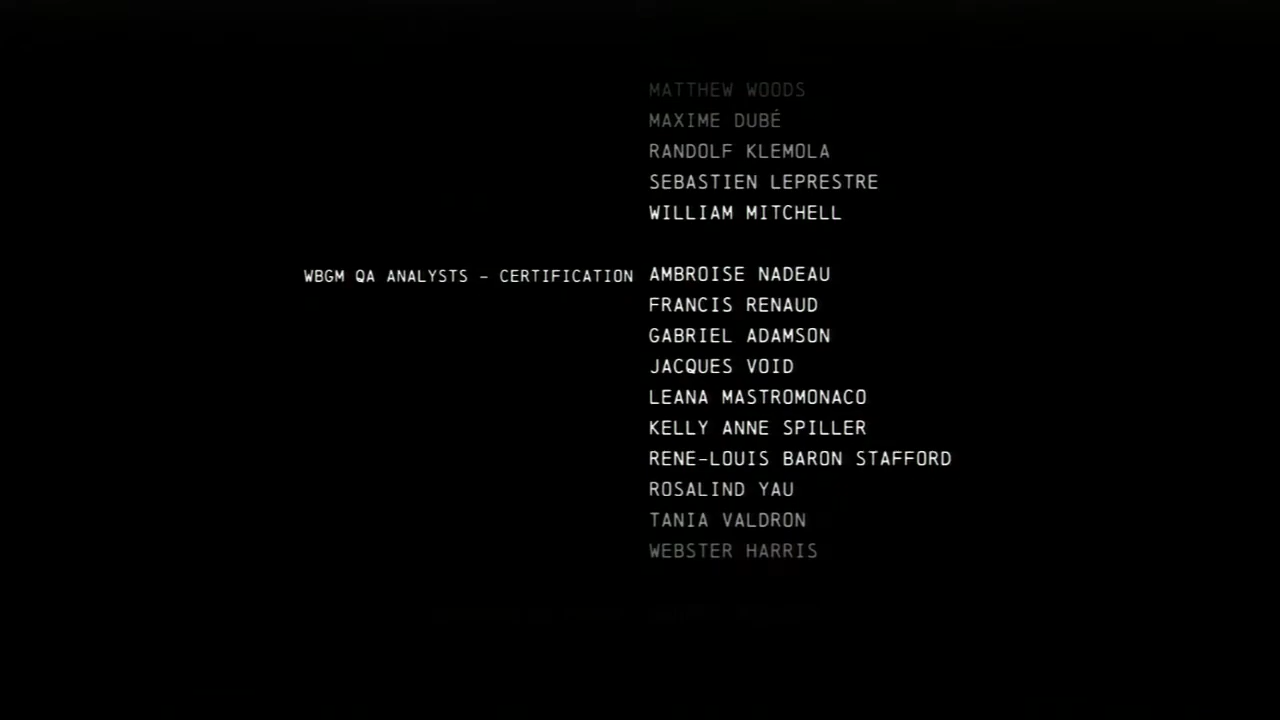 MATTHEW WOODS
MAXIME DUBÉ
RANDOLF KLEMOLA
SEBASTIEN LEPRESTRE
WILLIAM MITCHELL
WBGM QA ANALYSTS - CERTIFICATION AMBROISE NADEAU
FRANCIS RENAUD
GABRIEL ADAMSON
JACQUES VOID
LEANA MASTROMONACO
KELLY ANNE SPILLER
RENE-LOUIS BARON STAFFORD
ROSALIND YAU
TANIA VALDRON
WEBSTER HARRIS